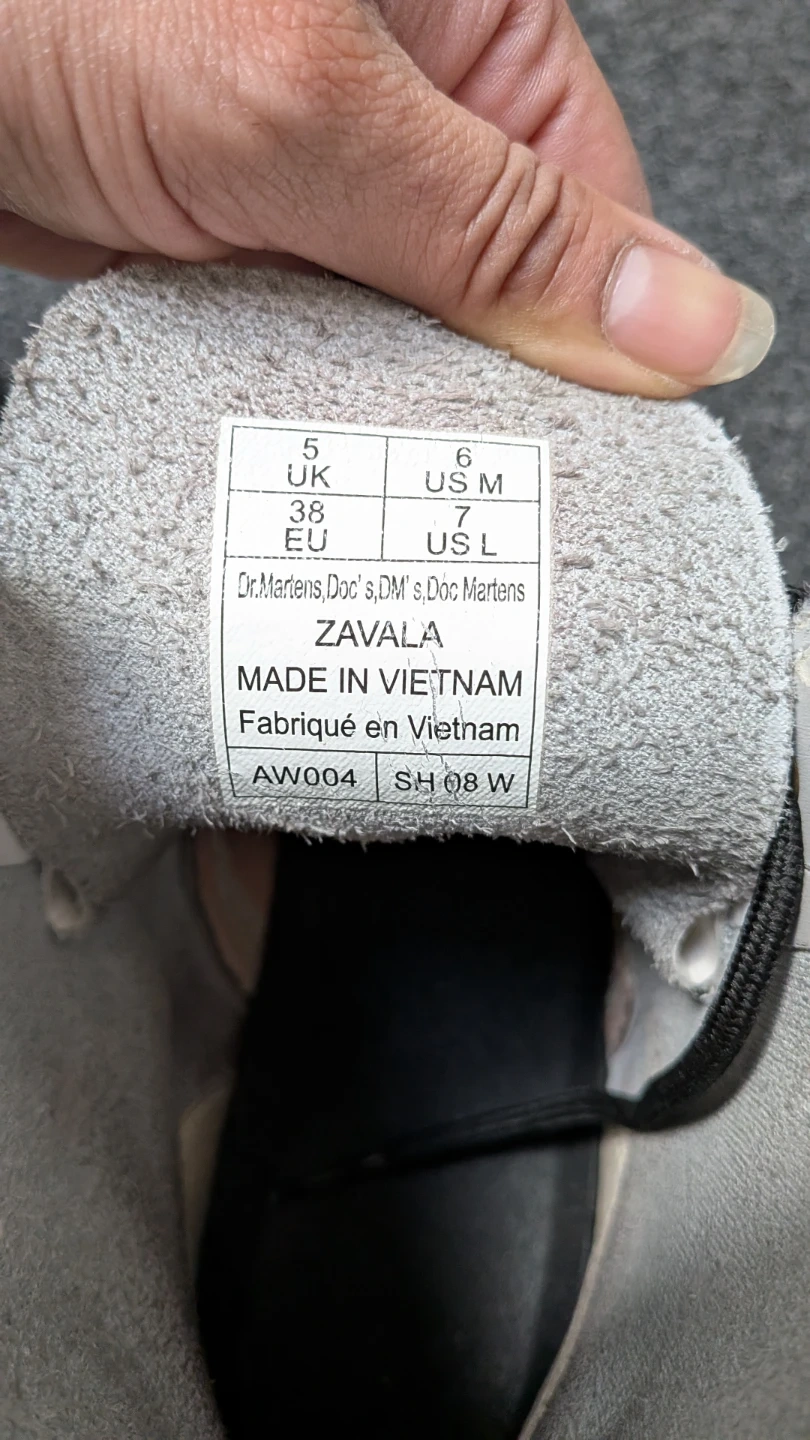 5 UK
6 US M
38 EU
7 US L
Dr.Martens,Doc's,DM's,Doc Martens
ZAVALA
MADE IN VIETNAM
Fabriqué en Vietnam
AW004
SH 08 W